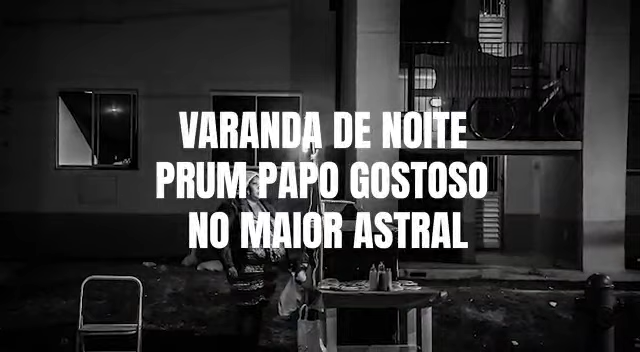 VARANDA DE NOITE
PRUM PAPO GOSTOSO
NO MAIOR ASTRAL